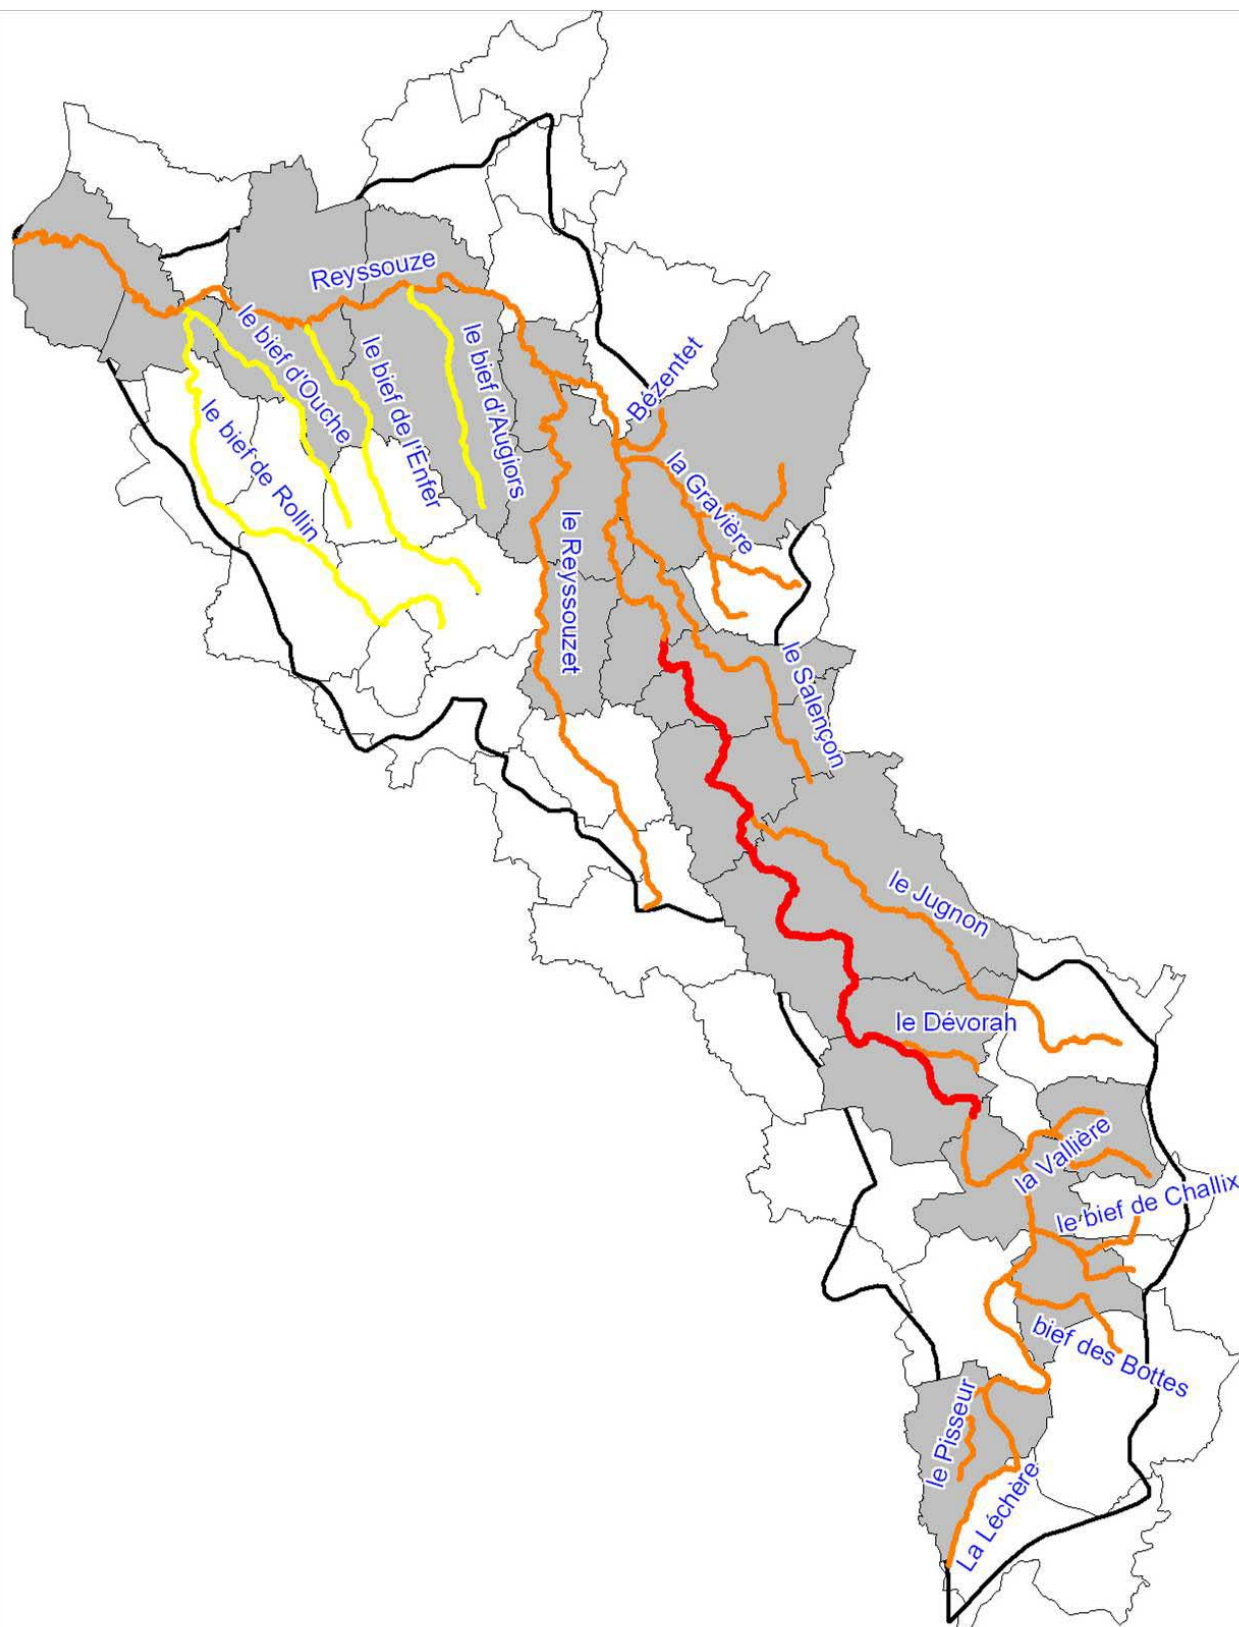 Reyssouze
le bief d'Ouche
le bief de l'Enfer
le bief d'Augiors
Bézentet
le bief de Rollin
la Gravière
le Reyssouzet
le Salençon
le Jugnon
le Dévorah
la Vallière
le bief de Challix
bief des Bottes
le Pisseur
La Léchère